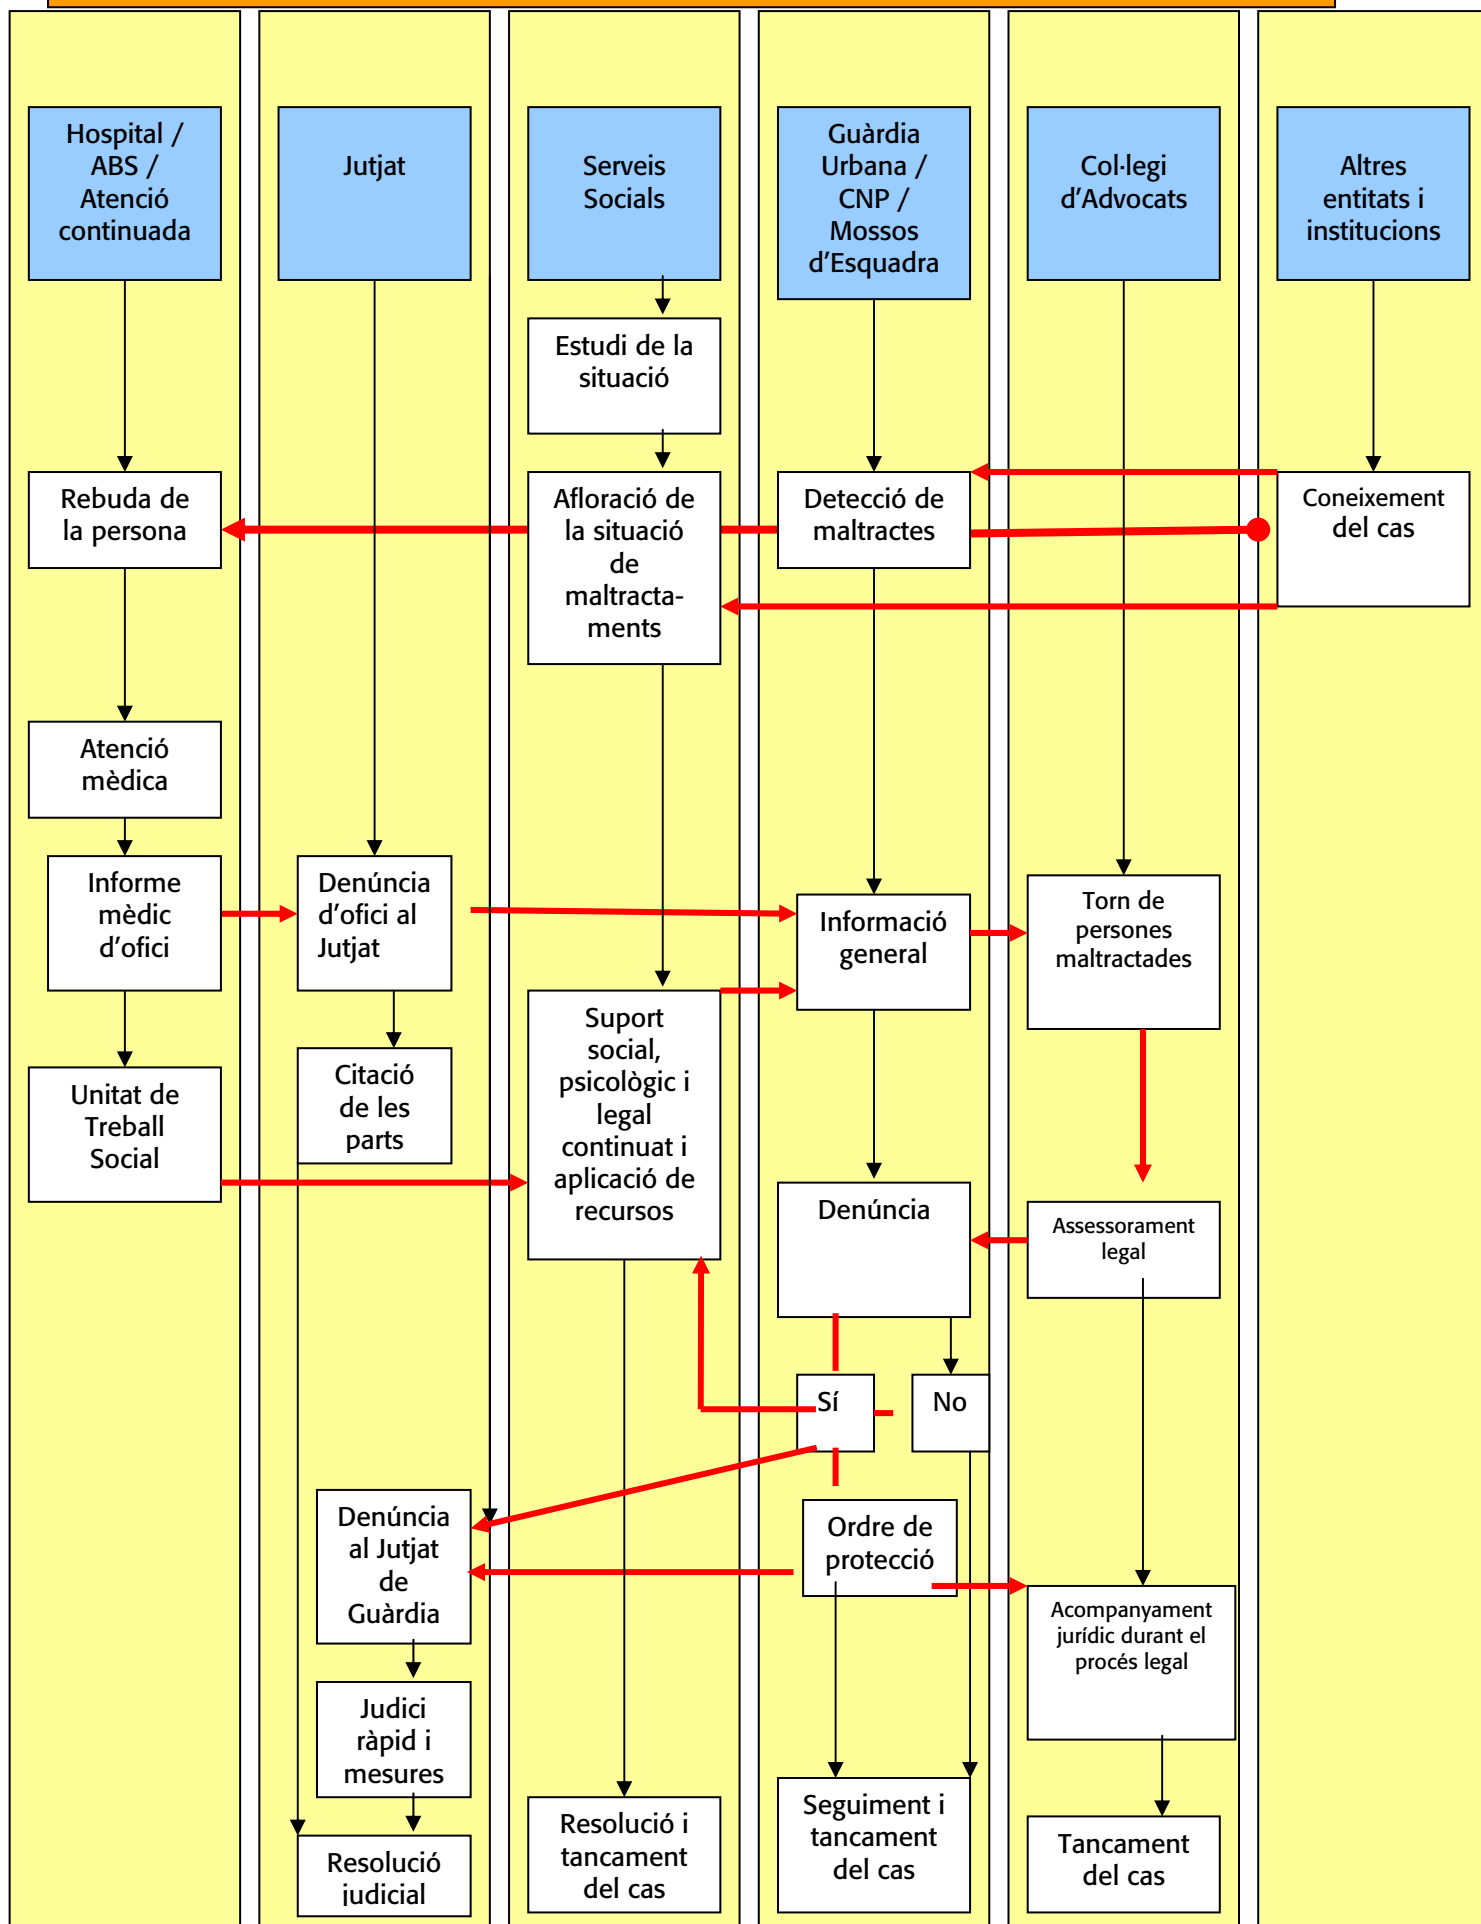 Hospital /
ABS /
Atenció
continuada
Jutjat
Serveis
Socials
Guàrdia
Urbana /
CNP /
Mossos
d'Esquadra
Col·legi
d'Advocats
Altres
entitats i
institucions
Estudi de la
situació
Rebuda de
la persona
Afloració de
la situació
de
maltracta-
ments
Detecció de
maltractes
Coneixement
del cas
Atenció
mèdica
Informe
mèdic
d'ofici
Denúncia
d'ofici al
Jutjat
Informació
general
Torn de
persones
maltractades
Suport
social,
psicològic i
legal
continuat i
aplicació de
recursos
Citació
de les
parts
Unitat de
Treball
Social
Denúncia
Assessorament
legal
Sí
No
Denúncia
al Jutjat
de
Guàrdia
Ordre de
protecció
Acompanyament
jurídic durant el
procés legal
Judici
ràpid i
mesures
Resolució
judicial
Resolució i
tancament
del cas
Seguiment i
tancament
del cas
Tancament
del cas